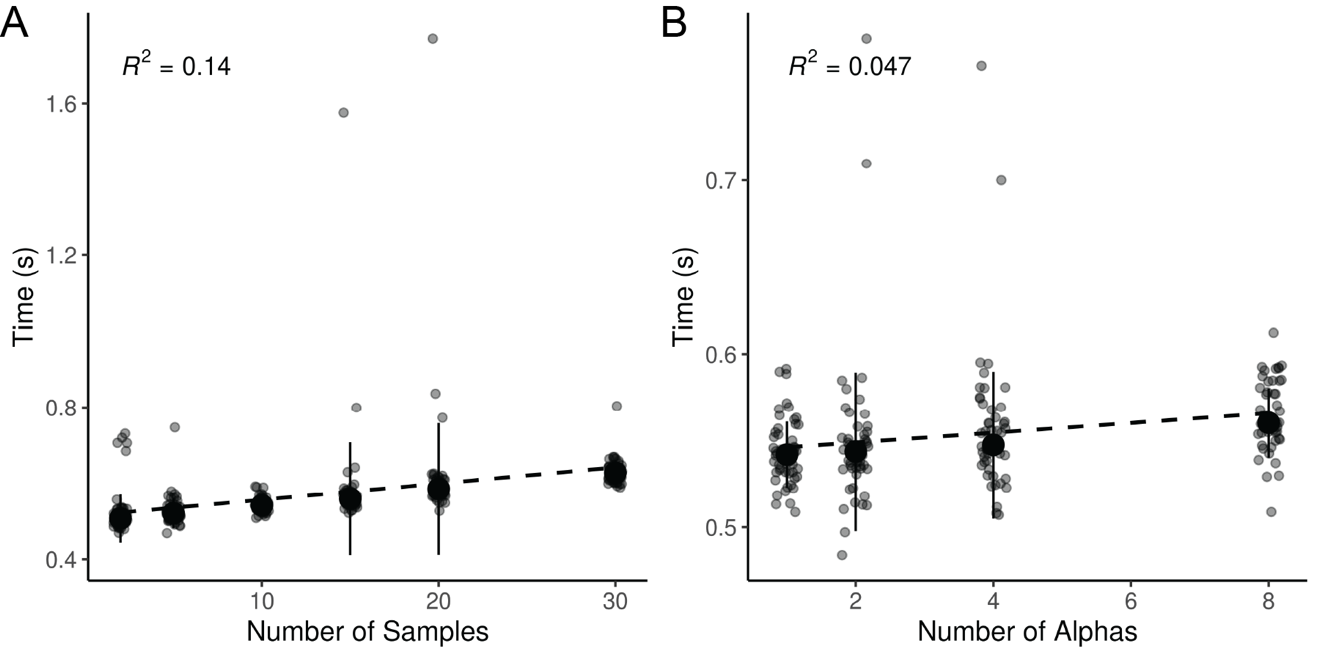 A
R² = 0.14
1.6
1.2
0.8
0.4
Time (s)
10 20 30
Number of Samples
B
R² = 0.047
0.7
0.6
0.5
Time (s)
2 4 6 8
Number of Alphas